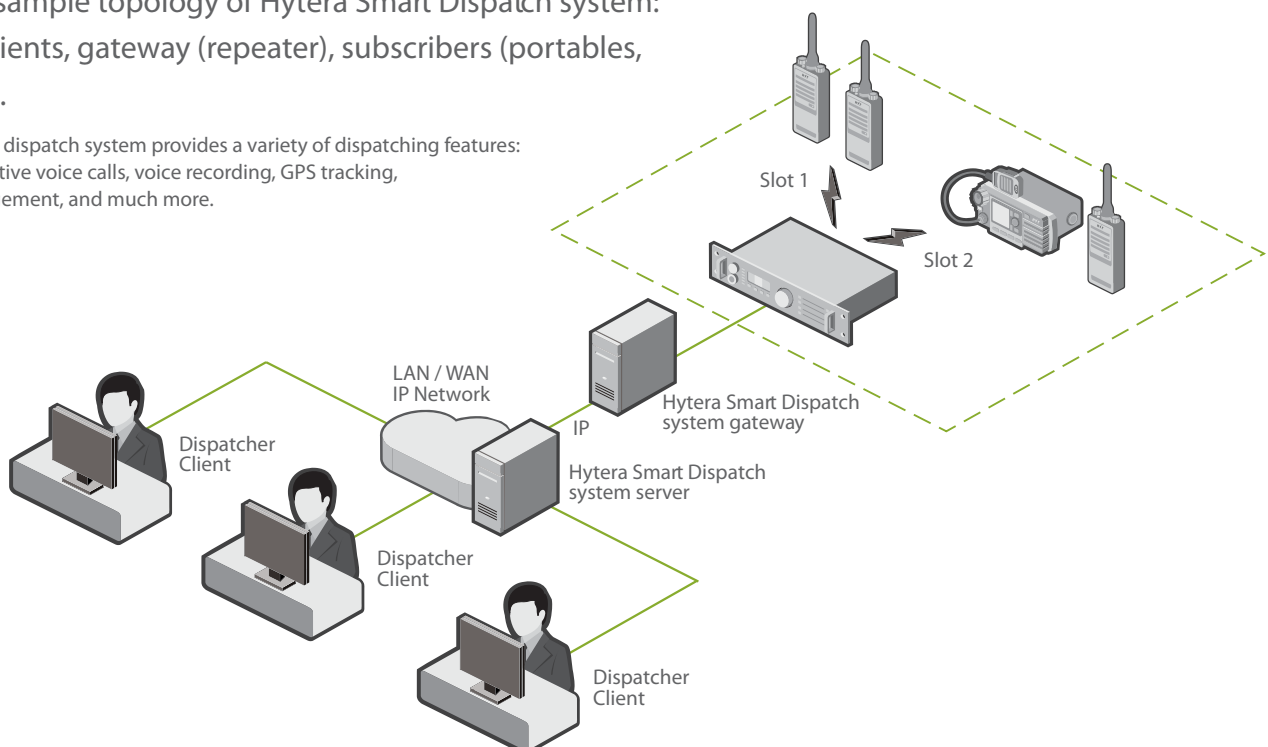 sample topology of Hytera Smart Dispatch system:
ients, gateway (repeater), subscribers (portables,
.
dispatch system provides a variety of dispatching features:
tive voice calls, voice recording, GPS tracking,
ement, and much more.
Slot 1
Slot 2
LAN / WAN
IP Network
Hytera Smart Dispatch
system gateway
IP
Dispatcher
Client
Hytera Smart Dispatch
system server
Dispatcher
Client
Dispatcher
Client